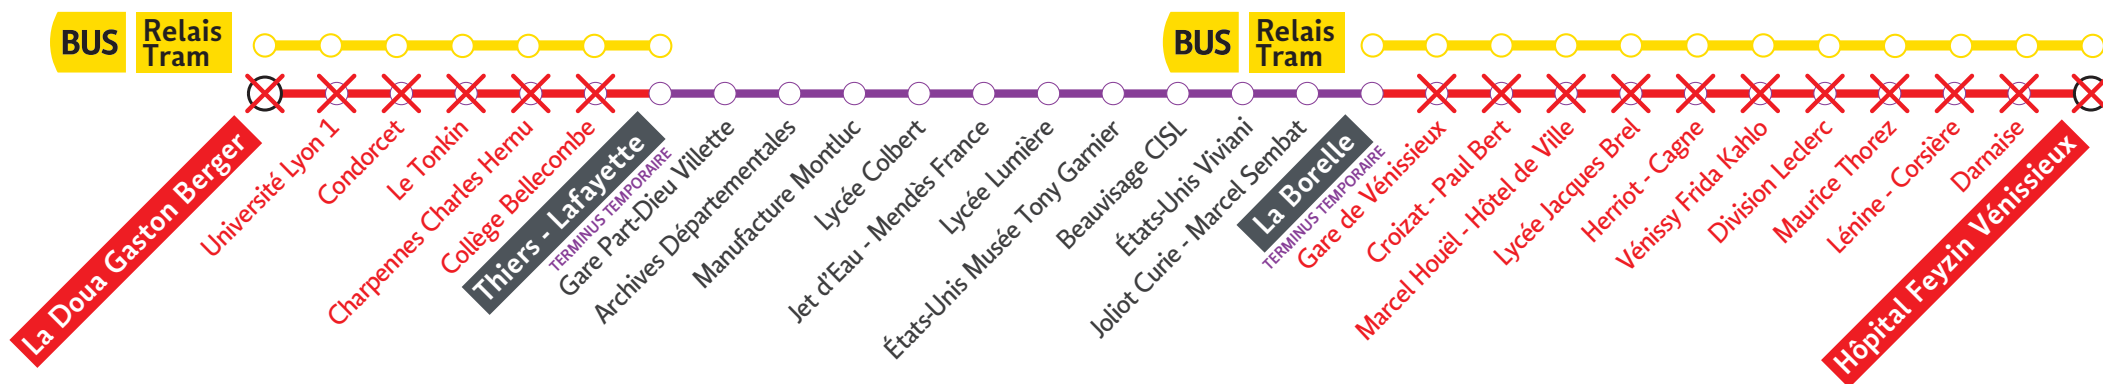 BUS
Relais
Tram
BUS
Relais
Tram
La Doua Gaston Berger
Université Lyon 1
Condorcet
Le Tonkin
Charpennes Charles Hernu
Collège Bellecombe
Thiers - Lafayette
TERMINUS TEMPORAIRE
Gare Part-Dieu Villette
Archives Départementales
Manufacture Montluc
Lycée Colbert
Jet d'Eau - Mendès France
Lycée Lumière
États-Unis Musée Tony Garnier
Beauvisage CISL
États-Unis Viviani
Joliot Curie - Marcel Sembat
La Borelle
TERMINUS TEMPORAIRE
Gare de Vénissieux
Croizat - Paul Bert
Marcel Houël - Hôtel de Ville
Lycée Jacques Brel
Herriot - Cagne
Vénissy Frida Kahlo
Division Leclerc
Maurice Thorez
Lénine - Corsière
Darnaise
Hôpital Feyzin Vénissieux